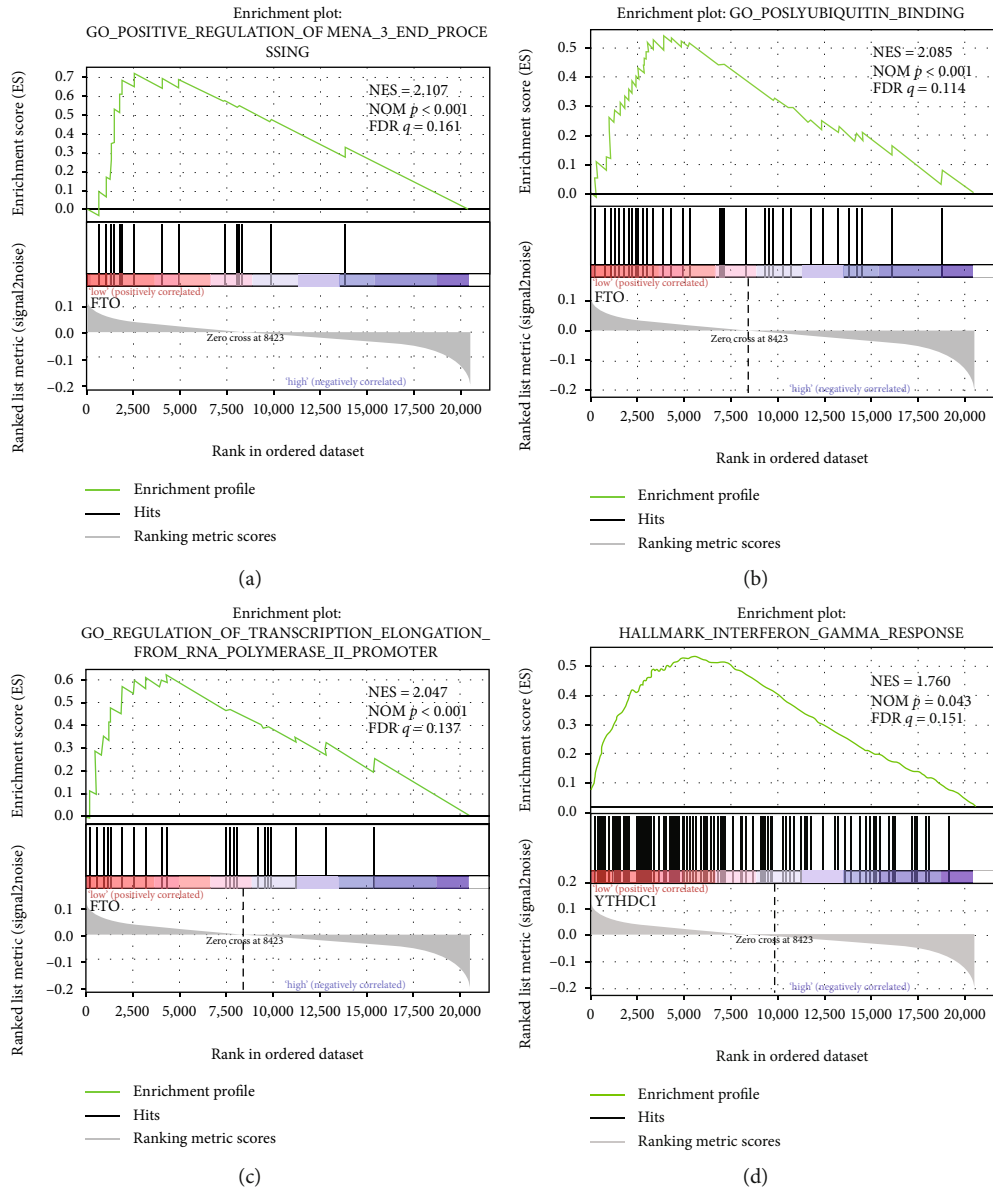 Enrichment plot:
GO_POSITIVE_REGULATION_OF MENA_3_END_PROCE
SSING
Enrichment score (ES)
0.7
0.6
0.5
0.4
0.3
0.2
0.1
0.0
NES = 2.107
NOM p < 0.001
FDR q = 0.161
Ranked list metric (signal2noise)
'low' (positively correlated)
FTO
0.1
0.0
−0.1
−0.2
Zero cross at 8423
'high' (negatively correlated)
0 2,500 5,000 7,500 10,000 12,500 15,000 17,500 20,000
Rank in ordered dataset
Enrichment profile
Hits
Ranking metric scores
(a)
Enrichment plot: GO_POSLYUBIQUITIN_BINDING
Enrichment score (ES)
0.5
0.4
0.3
0.2
0.1
0.0
NES = 2.085
NOM p < 0.001
FDR q = 0.114
Ranked list metric (signal2noise)
'low' (positively correlated)
FTO
0.1
0.0
−0.1
−0.2
Zero cross at 8423
'high' (negatively correlated)
0 2,500 5,000 7,500 10,000 12,500 15,000 17,500 20,000
Rank in ordered dataset
Enrichment profile
Hits
Ranking metric scores
(b)
Enrichment plot:
GO_REGULATION_OF_TRANSCRIPTION_ELONGATION_
FROM_RNA_POLYMERASE_II_PROMOTER
Enrichment score (ES)
0.6
0.5
0.4
0.3
0.2
0.1
0.0
NES = 2.047
NOM p < 0.001
FDR q = 0.137
Ranked list metric (signal2noise)
'low' (positively correlated)
FTO
0.1
0.0
−0.1
−0.2
Zero cross at 8423
'high' (negatively correlated)
0 2,500 5,000 7,500 10,000 12,500 15,000 17,500 20,000
Rank in ordered dataset
Enrichment profile
Hits
Ranking metric scores
(c)
Enrichment plot:
HALLMARK_INTERFERON_GAMMA_RESPONSE
Enrichment score (ES)
0.5
0.4
0.3
0.2
0.1
0.0
NES = 1.760
NOM p = 0.043
FDR q = 0.151
Ranked list metric (signal2noise)
0.2
'low' (positively correlated)
YTHDC1
0.1
0.0
−0.1
−0.2
Zero cross at 8423
'high' (negatively correlated)
0 2,500 5,000 7,500 10,000 12,500 15,000 17,500 20,000
Rank in ordered dataset
Enrichment profile
Hits
Ranking metric scores
(d)